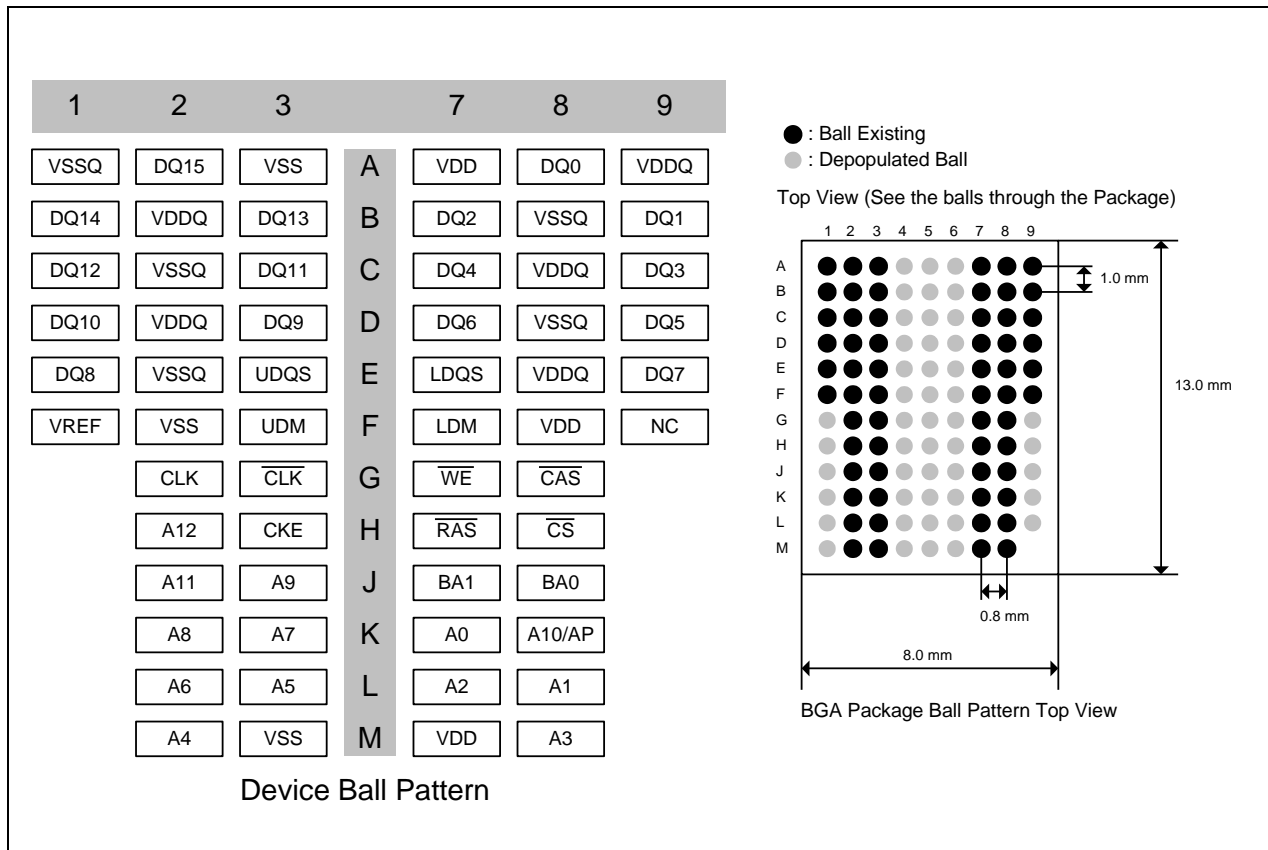 1 2 3 7 8 9
VSSQ DQ15 VSS A VDD DQ0 VDDQ
DQ14 VDDQ DQ13 B DQ2 VSSQ DQ1
DQ12 VSSQ DQ11 C DQ4 VDDQ DQ3
DQ10 VDDQ DQ9 D DQ6 VSSQ DQ5
DQ8 VSSQ UDQS E LDQS VDDQ DQ7
VREF VSS UDM F LDM VDD NC
CLK C̅L̅K̅ G W̅E̅ C̅A̅S̅
A12 CKE H R̅A̅S̅ C̅S̅
A11 A9 J BA1 BA0
A8 A7 K A0 A10/AP
A6 A5 L A2 A1
A4 VSS M VDD A3
Device Ball Pattern
: Ball Existing
: Depopulated Ball
Top View (See the balls through the Package)
1 2 3 4 5 6 7 8 9
A
B
C
D
E
F
G
H
J
K
L
M
1.0 mm
13.0 mm
0.8 mm
8.0 mm
BGA Package Ball Pattern Top View